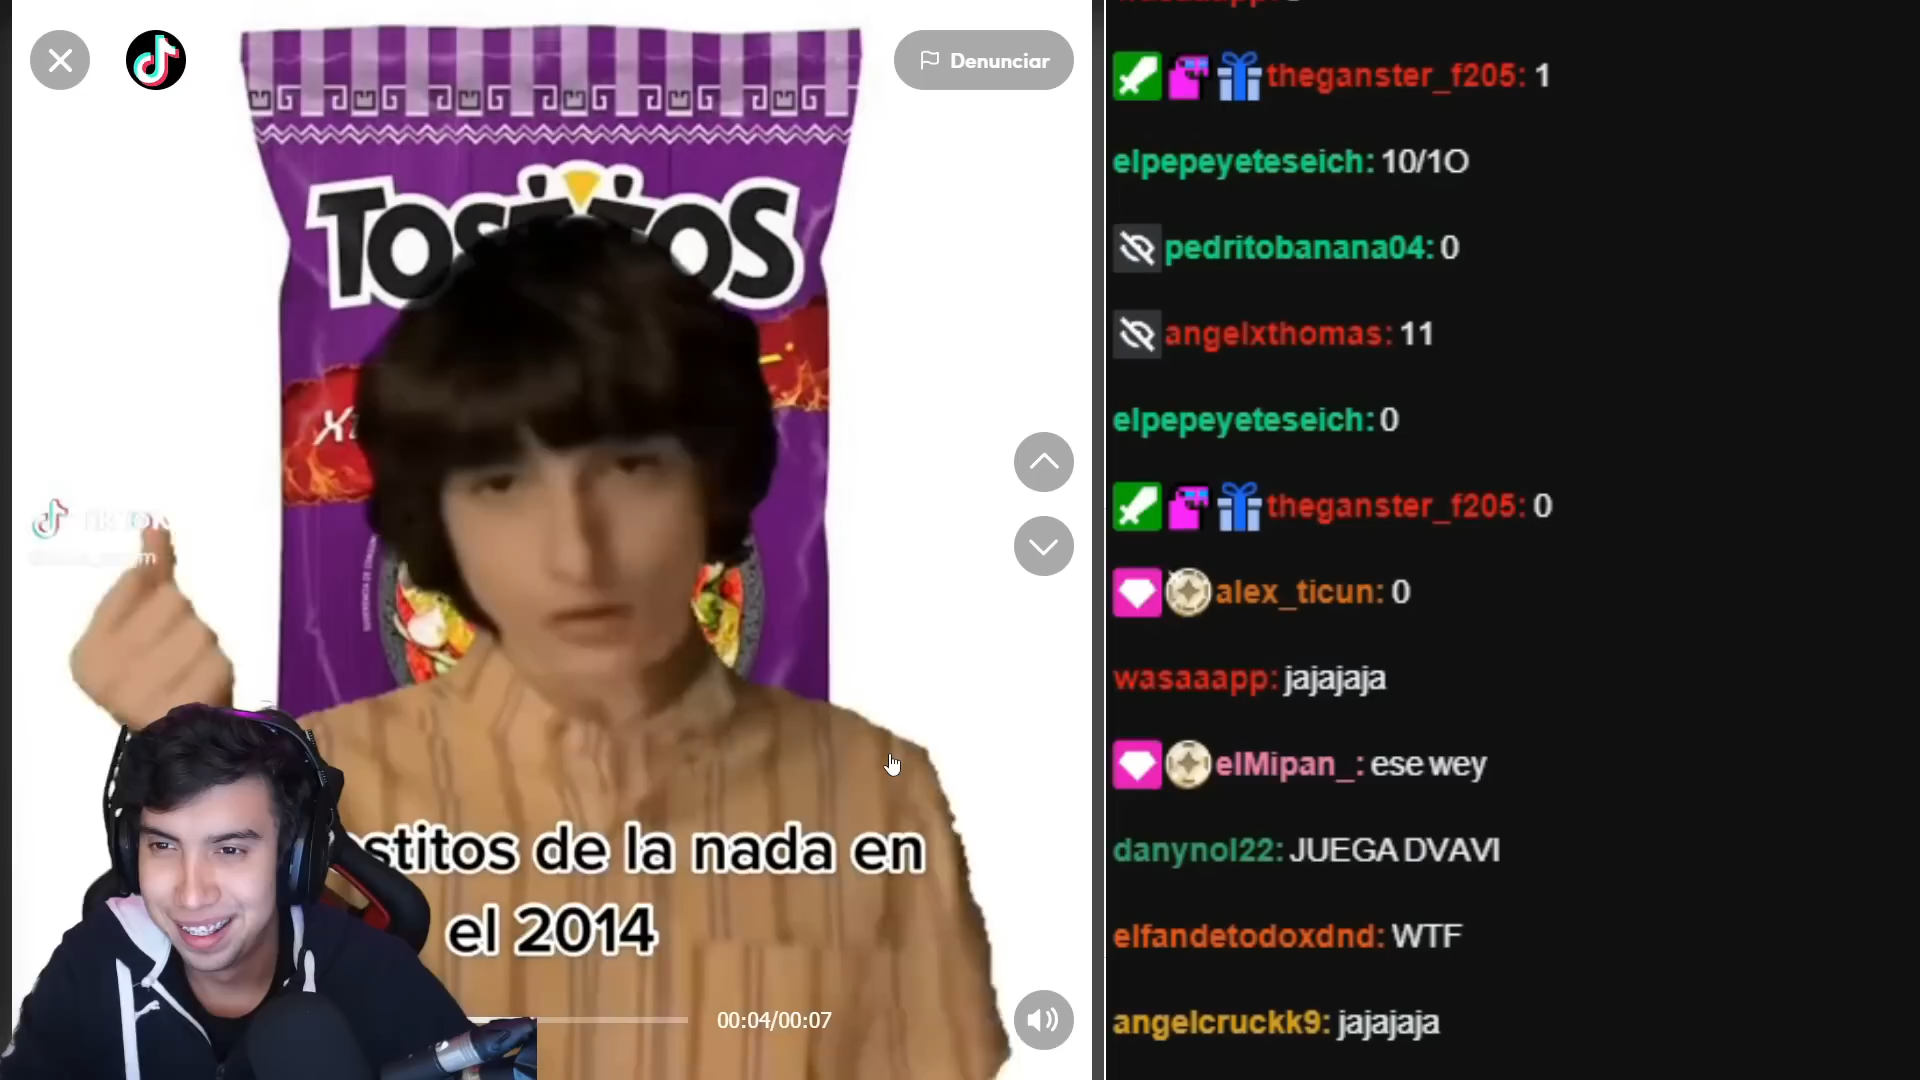 Denunciar
TOSTITOS
stitos de la nada en
el 2014
00:04/00:07
theganster_f205: 1
elpepeyeteseich: 10/1O
pedritobanana04: 0
angelxthomas: 11
elpepeyeteseich: 0
theganster_f205: 0
alex_ticun: 0
wasaaapp: jajajaja
elMipan_: ese wey
danynol22: JUEGA DVAVI
elfandetodoxdnd: WTF
angelcruckk9: jajajaja